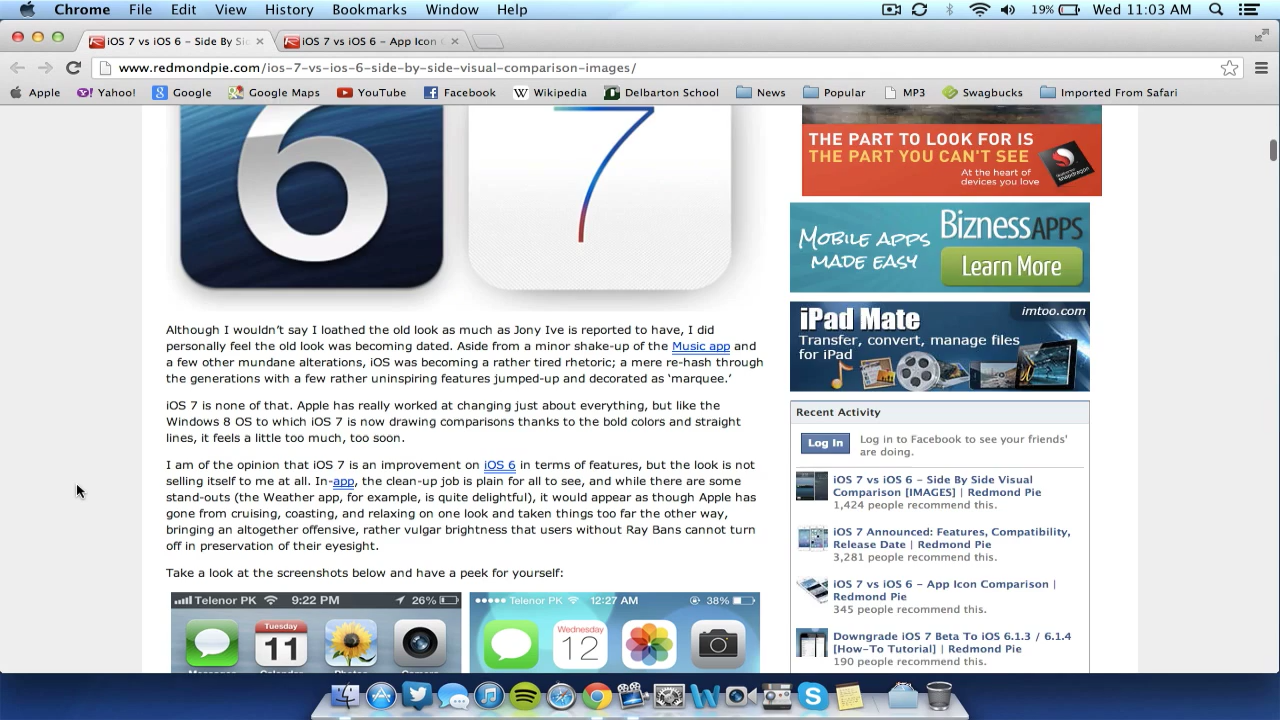 Chrome File Edit View History Bookmarks Window Help 19% Wed 11:03 AM
iOS 7 vs iOS 6 – Side By Si iOS 7 vs iOS 6 – App Icon
www.redmondpie.com/ios-7-vs-ios-6-side-by-side-visual-comparison-images/
Apple Yahoo! Google Google Maps YouTube Facebook Wikipedia Delbarton School News Popular MP3 Swagbucks Imported From Safari
6 7
THE PART TO LOOK FOR IS
THE PART YOU CAN'T SEE
At the heart of
devices you love
MOBILE APPS
MADE EASY
BIZNESSAPPS
Learn More
iPad Mate
imtoo.com
Transfer, convert, manage files
for iPad
Although I wouldn't say I loathed the old look as much as Jony Ive is reported to have, I did
personally feel the old look was becoming dated. Aside from a minor shake-up of the Music app and
a few other mundane alterations, iOS was becoming a rather tired rhetoric; a mere re-hash through
the generations with a few rather uninspiring features jumped-up and decorated as 'marquee.'
iOS 7 is none of that. Apple has really worked at changing just about everything, but like the
Windows 8 OS to which iOS 7 is now drawing comparisons thanks to the bold colors and straight
lines, it feels a little too much, too soon.
I am of the opinion that iOS 7 is an improvement on iOS 6 in terms of features, but the look is not
selling itself to me at all. In-app, the clean-up job is plain for all to see, and while there are some
stand-outs (the Weather app, for example, is quite delightful), it would appear as though Apple has
gone from cruising, coasting, and relaxing on one look and taken things too far the other way,
bringing an altogether offensive, rather vulgar brightness that users without Ray Bans cannot turn
off in preservation of their eyesight.
Take a look at the screenshots below and have a peek for yourself:
Telenor PK 9:22 PM 26%
Tuesday
11
Telenor PK 12:27 AM 38%
Wednesday
12
Recent Activity
Log In
Log in to Facebook to see your friends'
are doing.
iOS 7 vs iOS 6 – Side By Side Visual
Comparison [IMAGES] | Redmond Pie
1,424 people recommend this.
iOS 7 Announced: Features, Compatibility,
Release Date | Redmond Pie
3,281 people recommend this.
iOS 7 vs iOS 6 – App Icon Comparison |
Redmond Pie
345 people recommend this.
Downgrade iOS 7 Beta To iOS 6.1.3 / 6.1.4
[How-To Tutorial] | Redmond Pie
190 people recommend this.